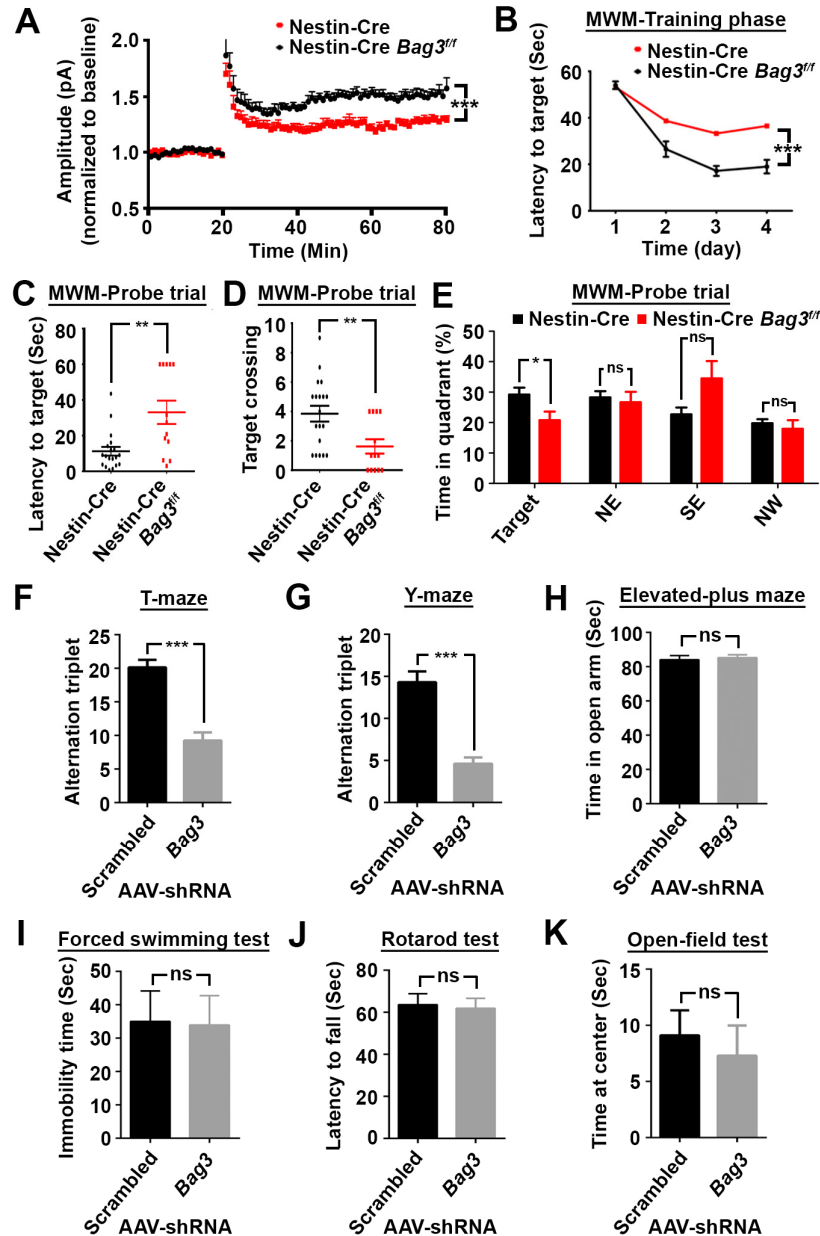 A
Nestin-Cre
Nestin-Cre Bag3f/f
Amplitude (pA)
(normalized to baseline)
2.0
1.5
1.0
0.5
***
0 20 40 60 80
Time (Min)
B
MWM-Training phase
Nestin-Cre
Nestin-Cre Bag3f/f
Latency to target (Sec)
60
40
20
0
***
1 2 3 4
Time (day)
C
MWM-Probe trial
Latency to target (Sec)
80
60
40
20
0
**
Nestin-Cre
Nestin-Cre
Bag3f/f
D
MWM-Probe trial
Target crossing
10
8
6
4
2
0
**
Nestin-Cre
Nestin-Cre
Bag3f/f
E
MWM-Probe trial
Nestin-Cre
Nestin-Cre Bag3f/f
Time in quadrant (%)
50
40
30
20
10
0
*
ns
ns
ns
Target
NE
SE
NW
F
T-maze
Alternation triplet
25
20
15
10
5
0
***
Scrambled
Bag3
AAV-shRNA
G
Y-maze
Alternation triplet
20
15
10
5
0
***
Scrambled
Bag3
AAV-shRNA
H
Elevated-plus maze
Time in open arm (Sec)
100
80
60
40
80
0
ns
Scrambled
Bag3
AAV-shRNA
I
Forced swimming test
Immobility time (Sec)
50
40
30
30
10
0
ns
Scrambled
Bag3
AAV-shRNA
J
Rotarod test
Latency to fall (Sec)
80
60
40
20
0
ns
Scrambled
Bag3
AAV-shRNA
K
Open-field test
Time at center (Sec)
15
10
5
0
ns
Scrambled
Bag3
AAV-shRNA